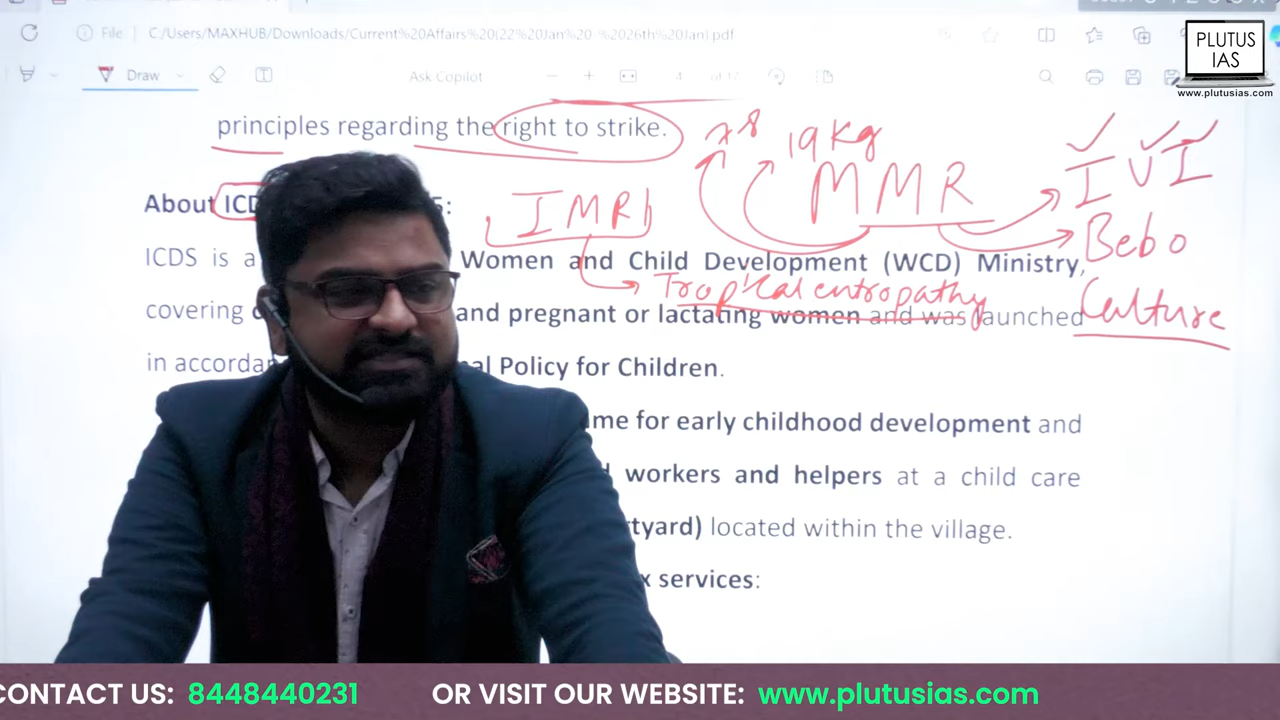 File C:/Users/MAXHUB/Downloads/Current%20Affairs (22%20Jan%20- %2026th%20Jan).pdf
PLUTUS
IAS
www.plutusias.com
Draw Ask Copilot 4 of 17
principles regarding the right to strike.
19 Kg
MMR
I V I
About ICD S:
IMR
Bebo
ICDS is a Women and Child Development (WCD) Ministry,
Tropical entropathy
Culture
covering and pregnant or lactating women and was launched
in accordan al Policy for Children.
me for early childhood development and
workers and helpers at a child care
tyard) located within the village.
x services:
CONTACT US: 8448440231 OR VISIT OUR WEBSITE: www.plutusias.com